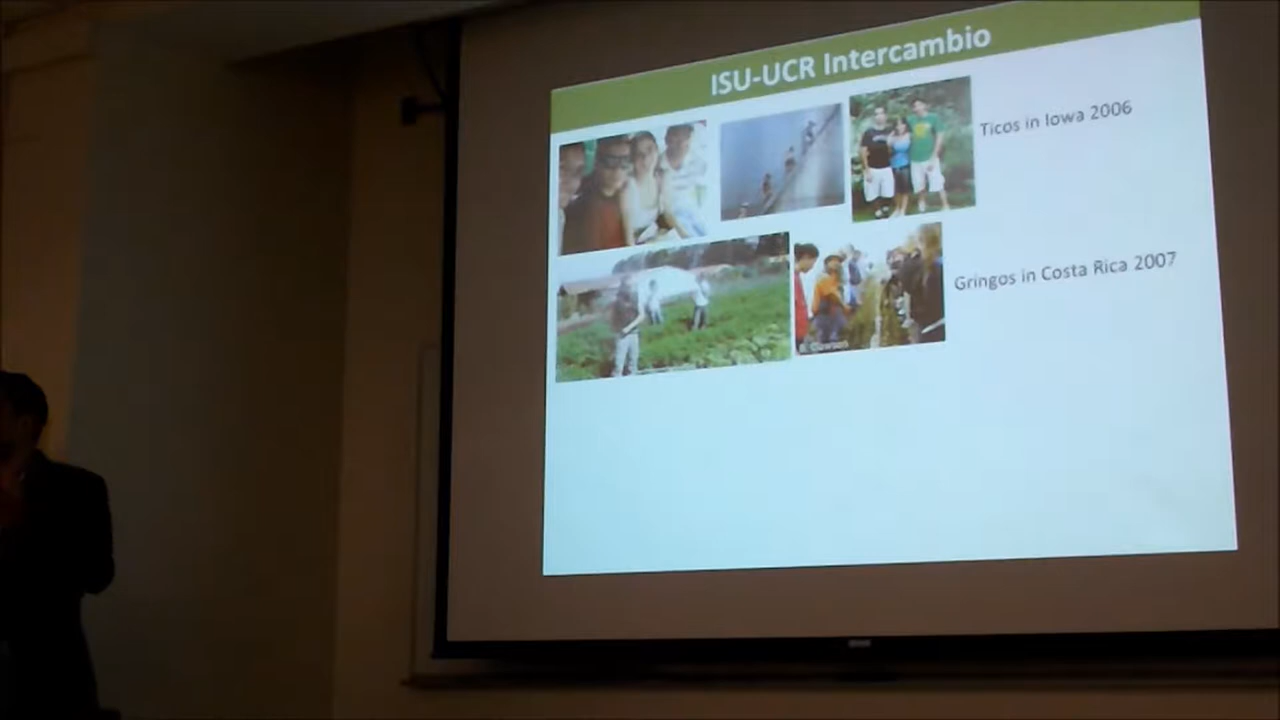 ISU-UCR Intercambio
Ticos in Iowa 2006
Gringos in Costa Rica 2007